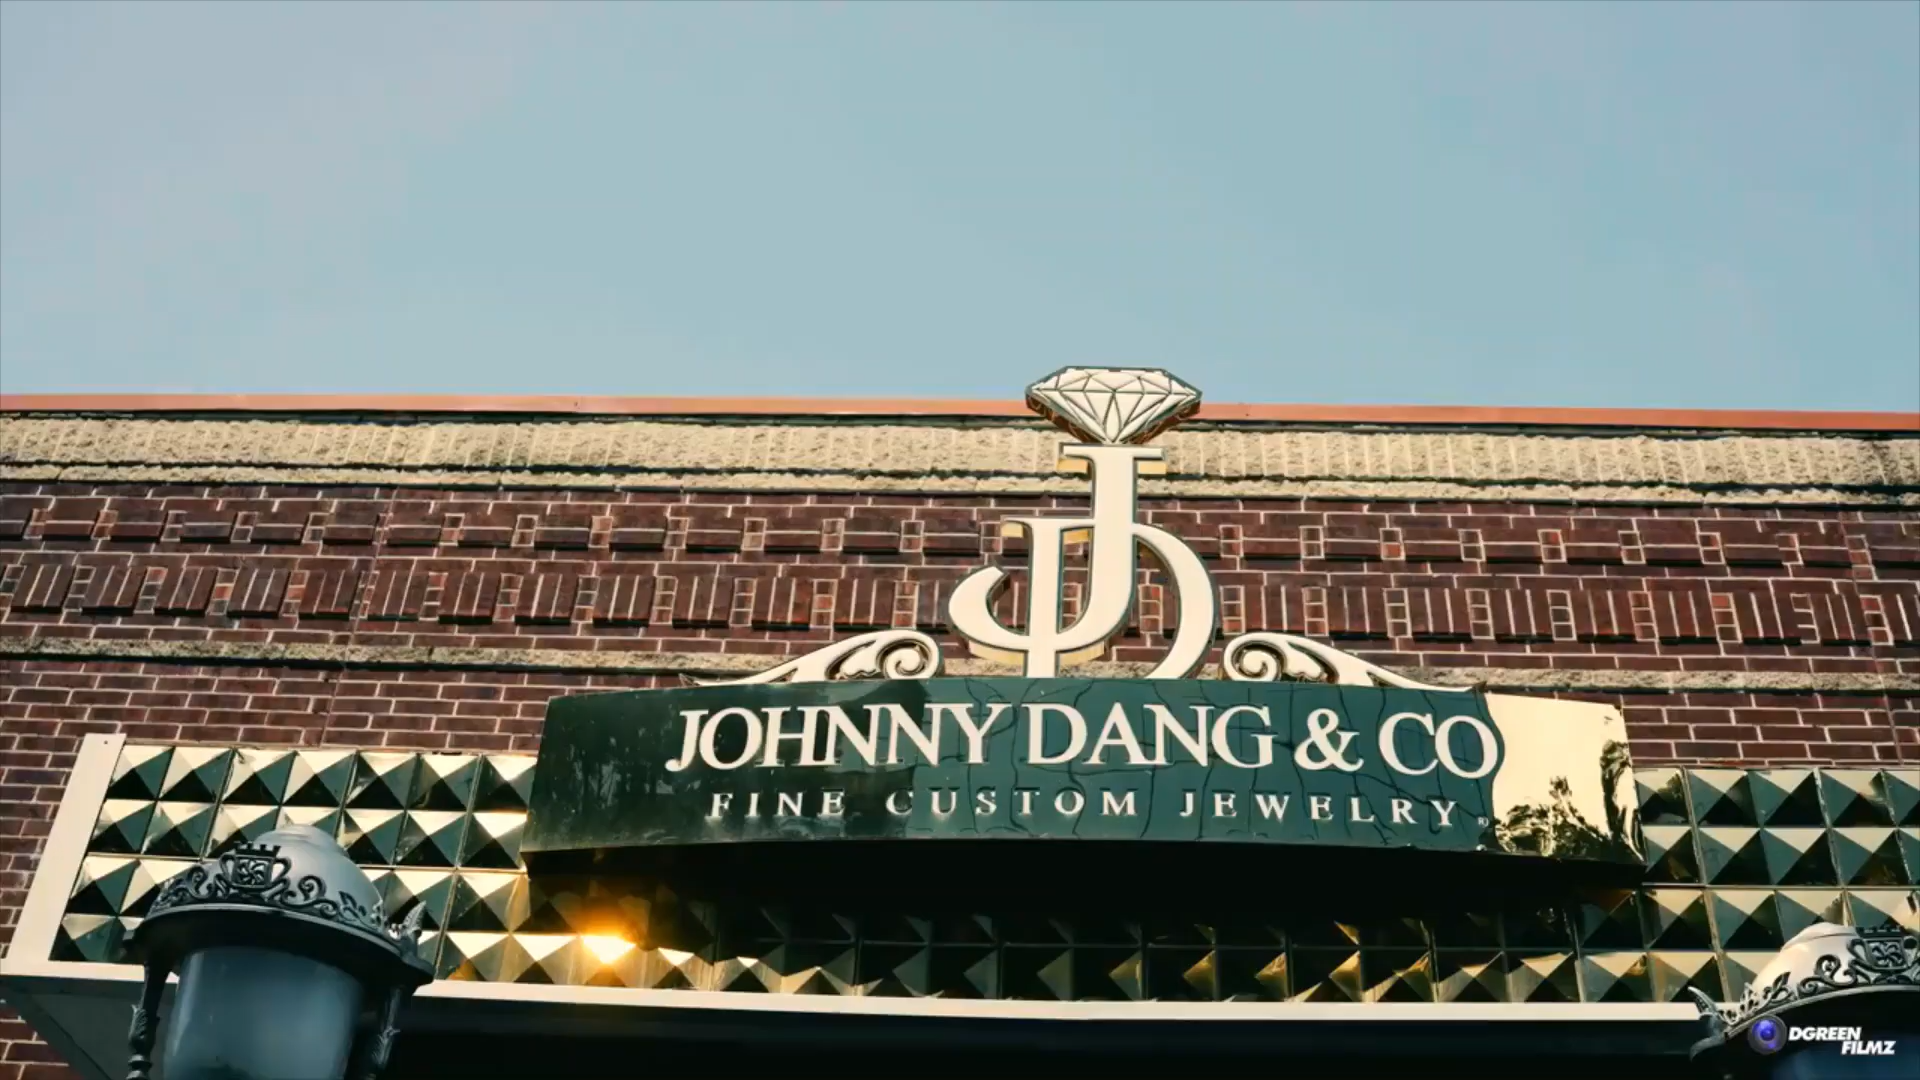 JD
JOHNNY DANG & CO
FINE CUSTOM JEWELRY ®
DGREEN
FILMZ